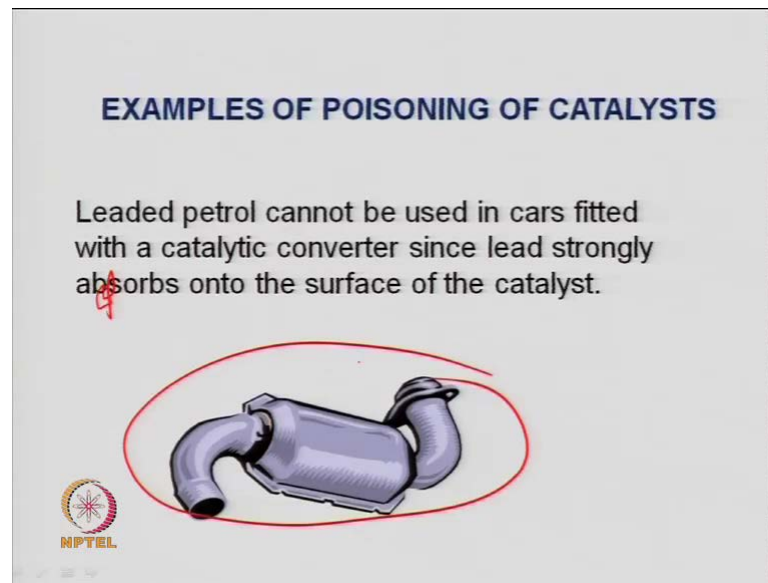 EXAMPLES OF POISONING OF CATALYSTS
Leaded petrol cannot be used in cars fitted
with a catalytic converter since lead strongly
absorbs onto the surface of the catalyst.
NPTEL